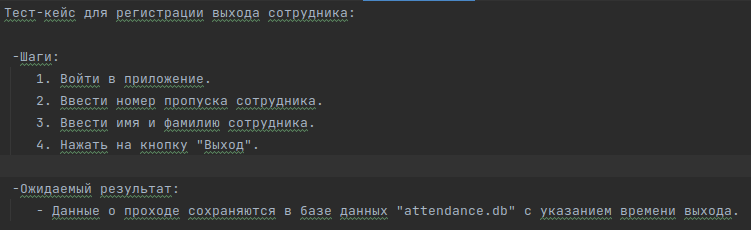 Тест-кейс для регистрации выхода сотрудника:
-Шаги:
1. Войти в приложение.
2. Ввести номер пропуска сотрудника.
3. Ввести имя и фамилию сотрудника.
4. Нажать на кнопку "Выход".
-Ожидаемый результат:
- Данные о проходе сохраняются в базе данных "attendance.db" с указанием времени выхода.